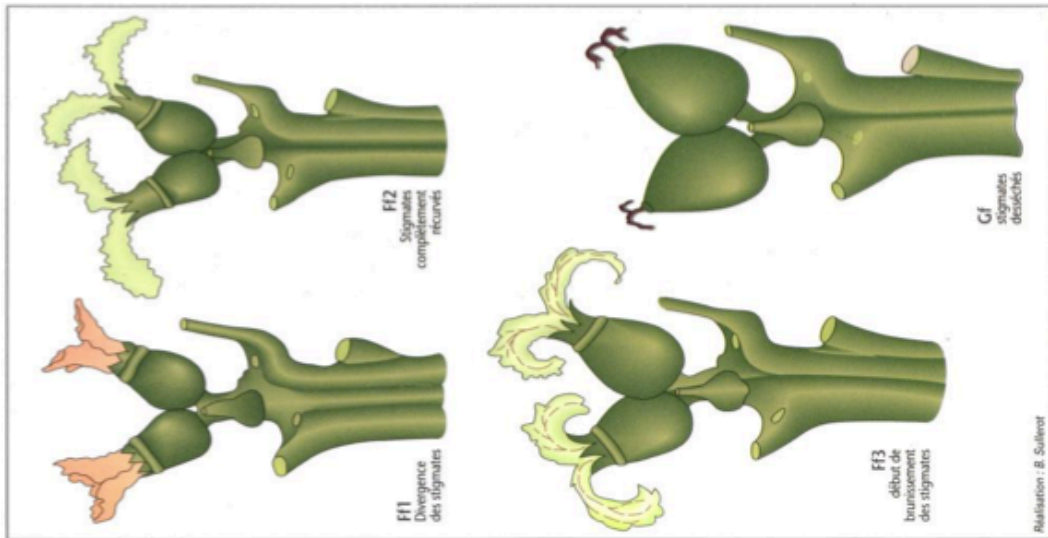 Ff1
Divergence
des stigmates
Ff2
Stigmates
complètement
récurvés
Ff3
début de
brunissement
des stigmates
Gf
stigmates
desséchés
Réalisation : B. Sullerot